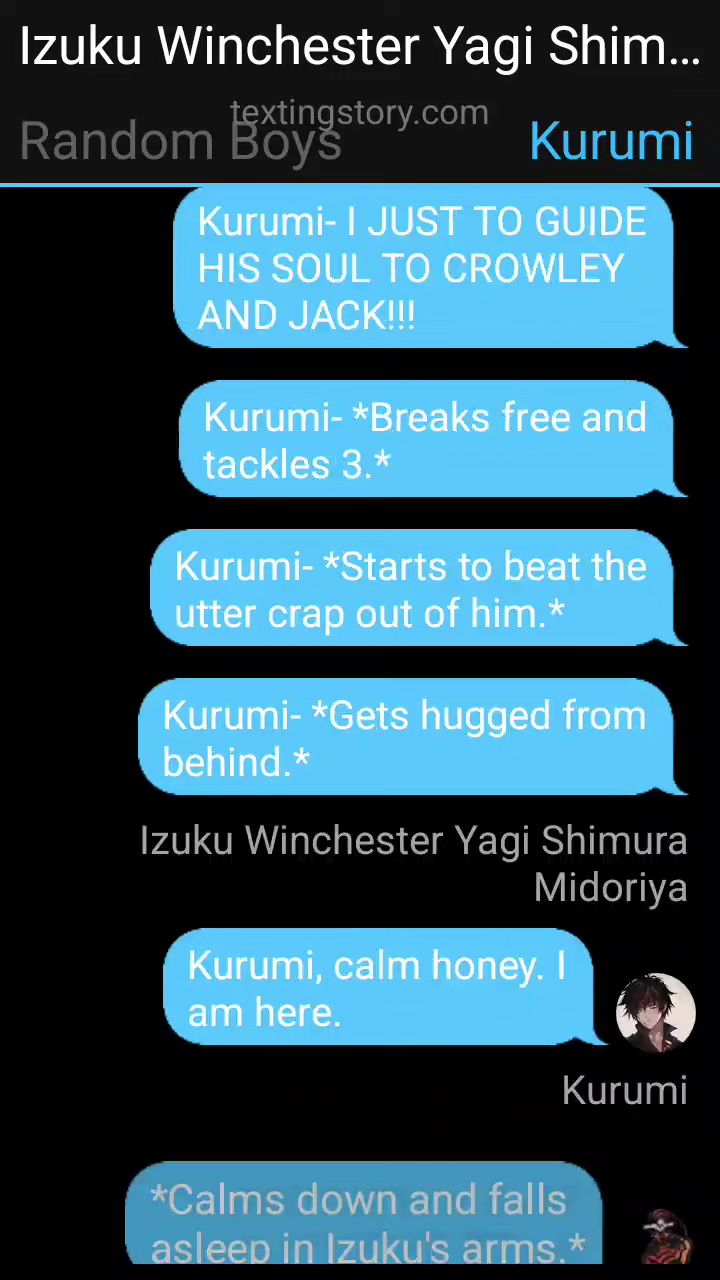 Izuku Winchester Yagi Shim...
textingstory.com
Random Boys Kurumi
Kurumi- I JUST TO GUIDE
HIS SOUL TO CROWLEY
AND JACK!!!
Kurumi- *Breaks free and
tackles 3.*
Kurumi- *Starts to beat the
utter crap out of him.*
Kurumi- *Gets hugged from
behind.*
Izuku Winchester Yagi Shimura
Midoriya
Kurumi, calm honey. I
am here.
Kurumi
*Calms down and falls
asleep in Izuku's arms.*